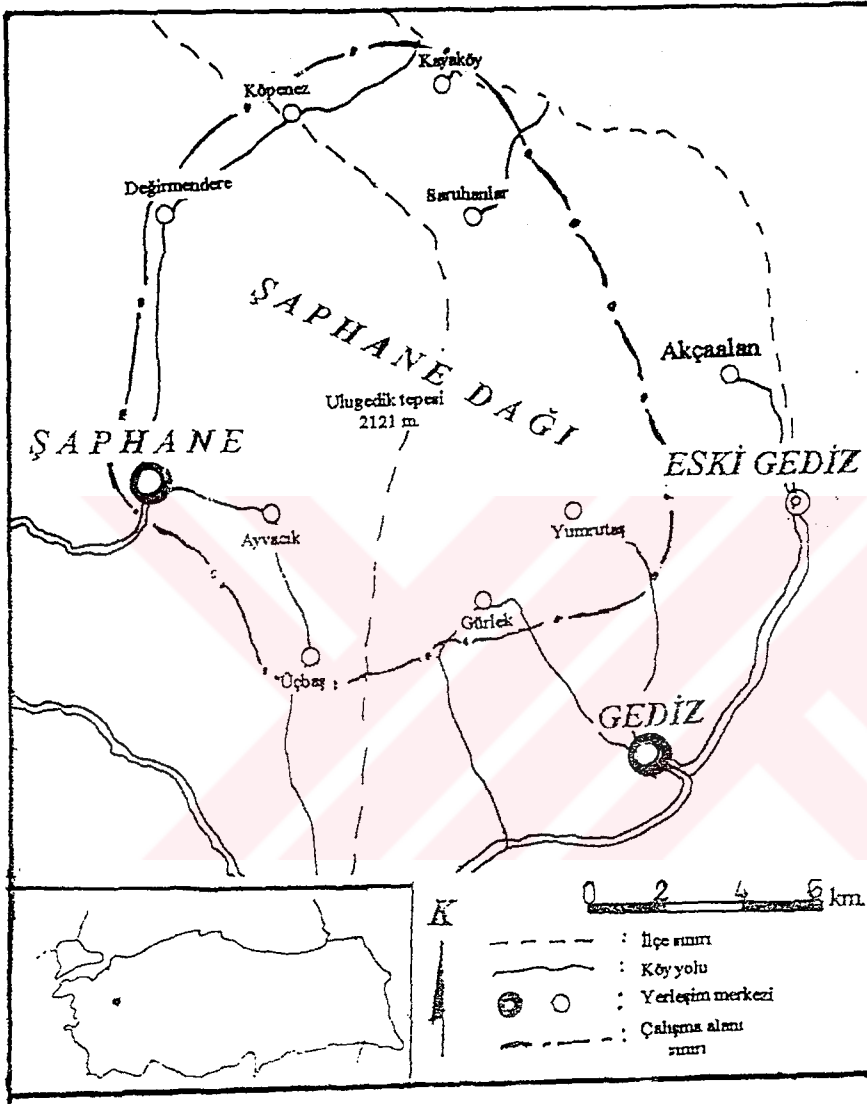 Kayaköy
Köpenez
Değirmendere
Saruhanlar
ŞAPHANE DAĞI
Akçaalan
Ulugedik tepesi
2121 m.
ŞAPHANE
ESKİ GEDİZ
Ayvacık
Yumrutaş
Gürlek
Üçbaş
GEDİZ
0 2 4 6 km.
K
: İlçe sınırı
: Köy yolu
: Yerleşim merkezi
: Çalışma alanı
sınırı